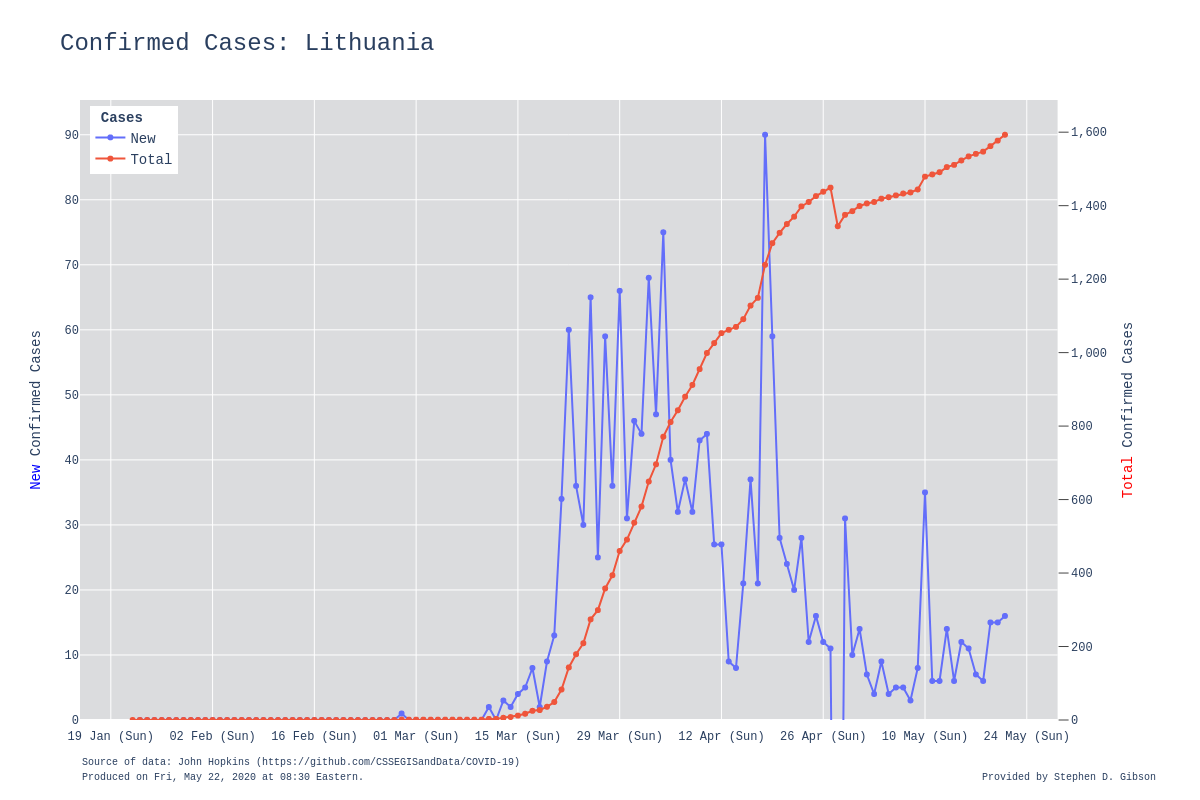 Confirmed Cases: Lithuania
Cases
New
Total
90
80
70
60
50
40
30
20
10
0
New Confirmed Cases
1,600
1,400
1,200
1,000
800
600
400
200
0
Total Confirmed Cases
19 Jan (Sun) 02 Feb (Sun) 16 Feb (Sun) 01 Mar (Sun) 15 Mar (Sun) 29 Mar (Sun) 12 Apr (Sun) 26 Apr (Sun) 10 May (Sun) 24 May (Sun)
Source of data: John Hopkins (https://github.com/CSSEGISandData/COVID-19)
Produced on Fri, May 22, 2020 at 08:30 Eastern.
Provided by Stephen D. Gibson